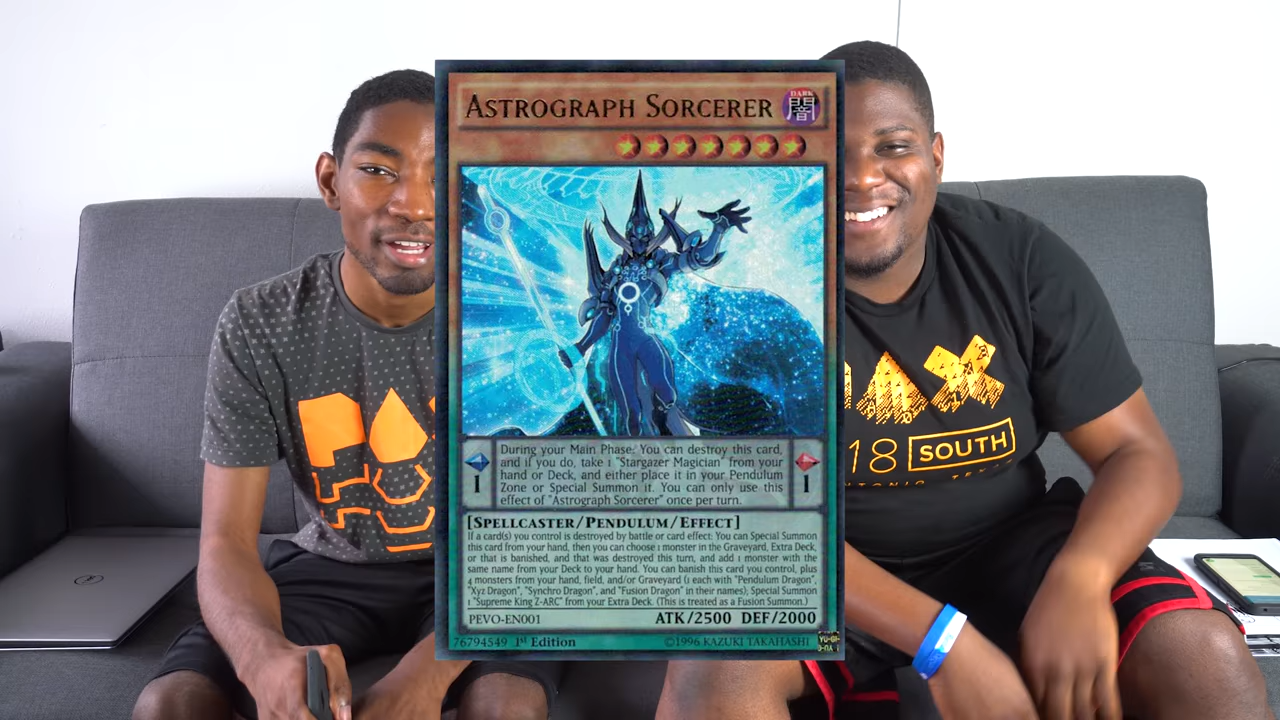 ASTROGRAPH SORCERER
DARK
闇
During your Main Phase: You can destroy this card,
and if you do, take 1 "Stargazer Magician" from your
hand or Deck, and either place it in your Pendulum
Zone or Special Summon it. You can only use this
effect of "Astrograph Sorcerer" once per turn.
1
1
[SPELLCASTER/PENDULUM/EFFECT]
If a card(s) you control is destroyed by battle or card effect: You can Special Summon
this card from your hand, then you can choose 1 monster in the Graveyard, Extra Deck,
or that is banished, and that was destroyed this turn, and add 1 monster with the
same name from your Deck to your hand. You can banish this card you control, plus
4 monsters from your hand, field, and/or Graveyard (1 each with "Pendulum Dragon",
"Xyz Dragon", "Synchro Dragon", and "Fusion Dragon" in their names); Special Summon
1 "Supreme King Z-ARC" from your Extra Deck. (This is treated as a Fusion Summon.)
PEVO-EN001
ATK/2500 DEF/2000
76794549 1st Edition
©1996 KAZUKI TAKAHASHI
18 SOUTH
DELL